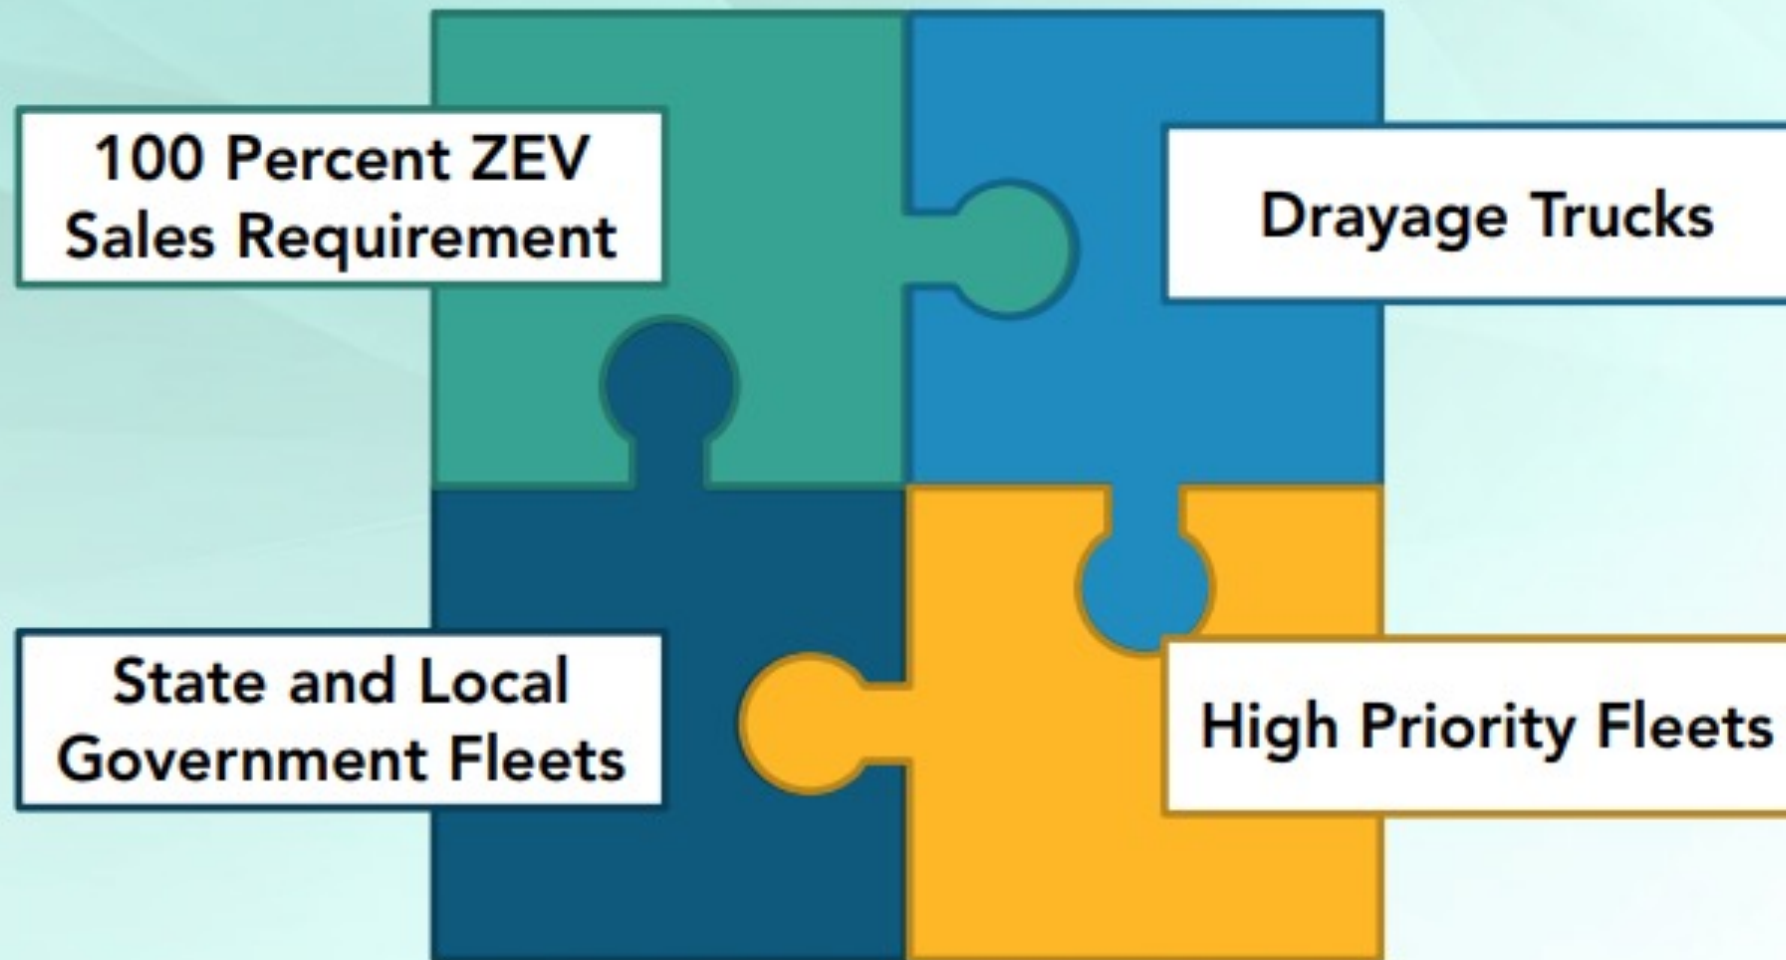 100 Percent ZEV
Sales Requirement
Drayage Trucks
State and Local
Government Fleets
High Priority Fleets